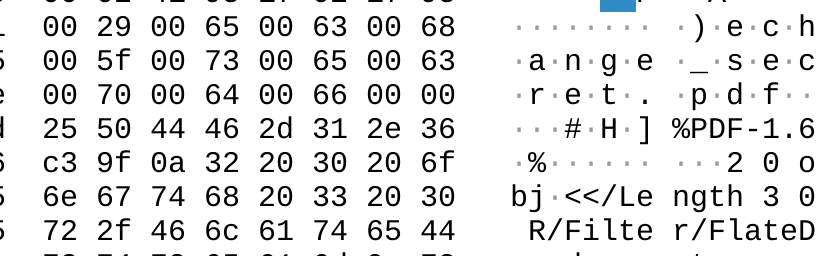 00 29 00 65 00 63 00 68 ········ ·)·e·c·h
00 5f 00 73 00 65 00 63 ·a·n·g·e ·_·s·e·c
00 70 00 64 00 66 00 00 ·r·e·t·. ·p·d·f··
25 50 44 46 2d 31 2e 36 ···#·H·] %PDF-1.6
c3 9f 0a 32 20 30 20 6f ·%······ ···2 0 o
6e 67 74 68 20 33 20 30 bj·<</Le ngth 3 0
72 2f 46 6c 61 74 65 44 R/Filte r/FlateD